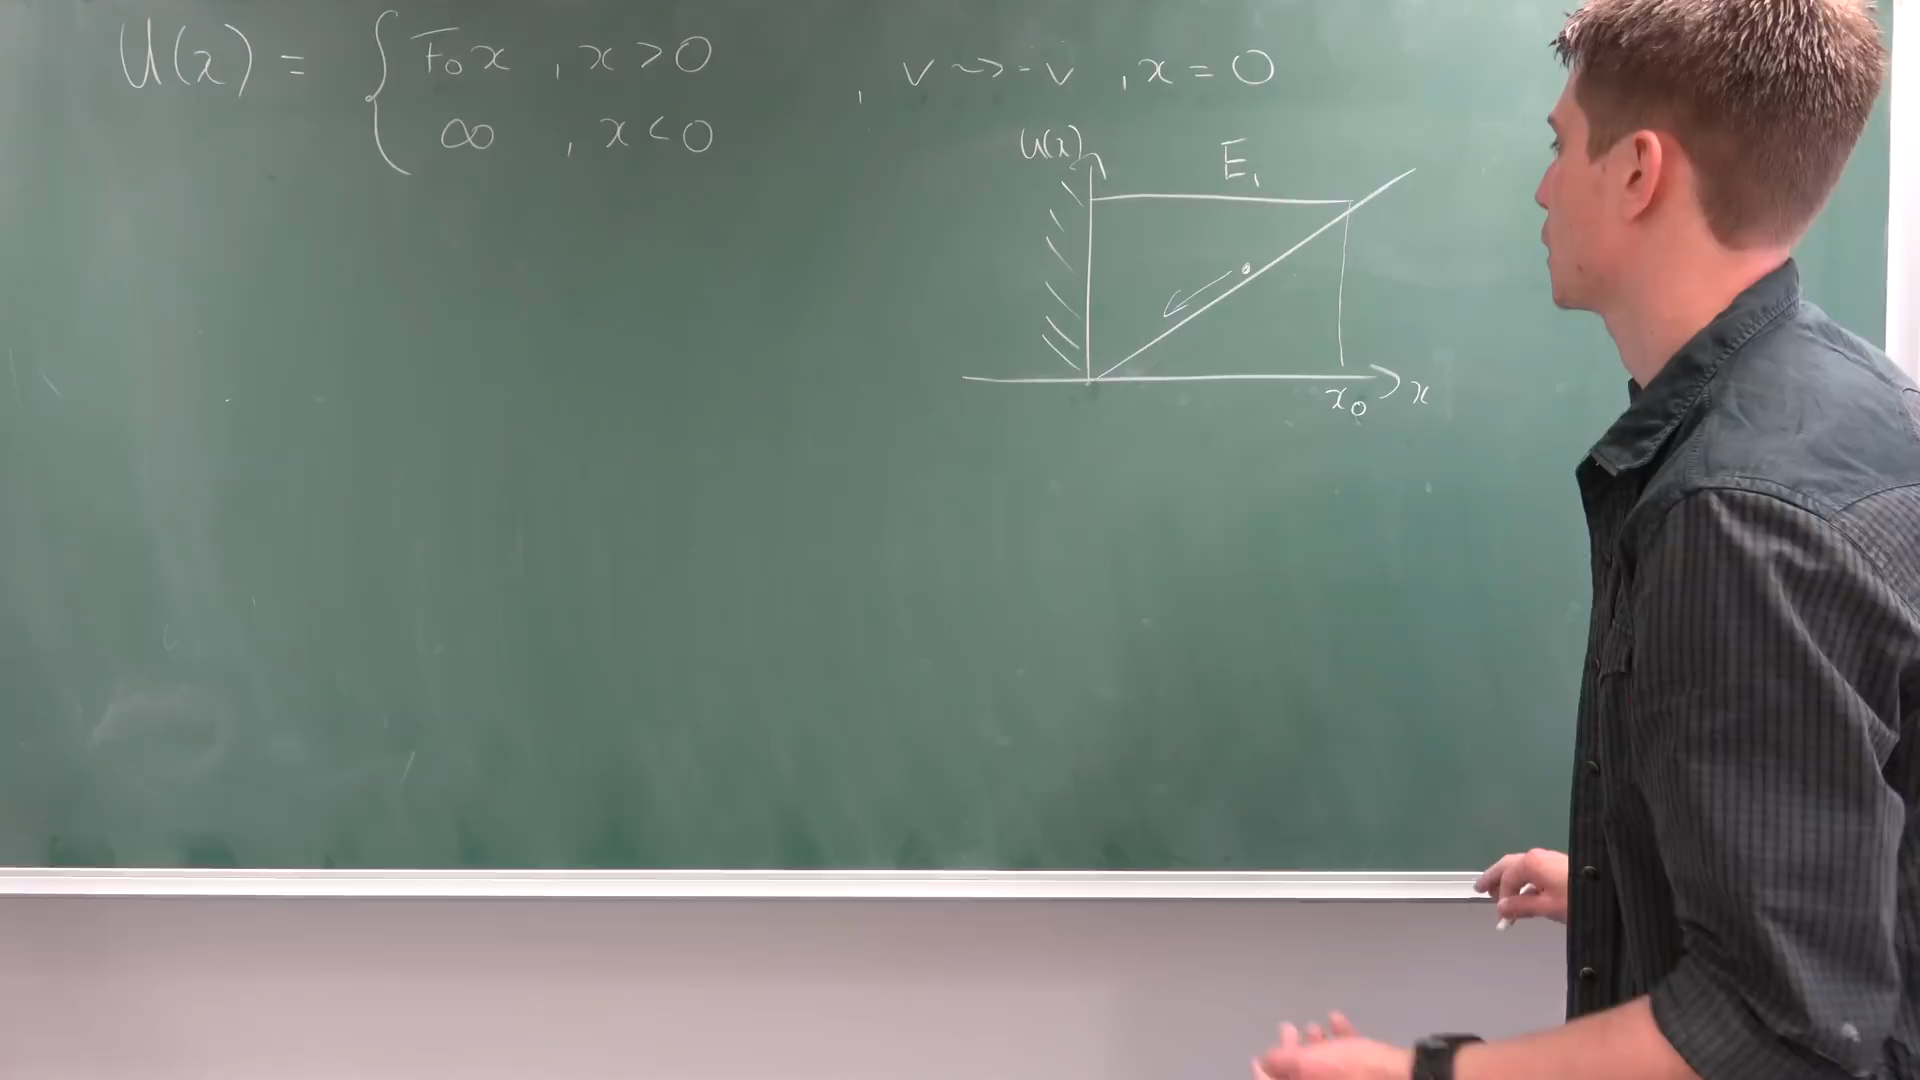 U(x) = { F₀x , x > 0
∞ , x < 0
, v ~> -v , x = 0
U(x)
E₁
x₀
x